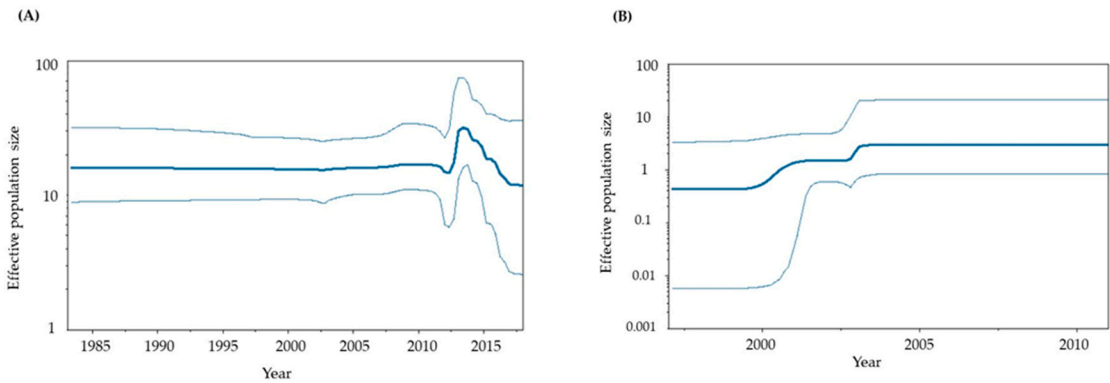 (A)
(B)
Effective population size
100
10
1
1985 1990 1995 2000 2005 2010 2015
Year
Effective population size
100
10
1
0.1
0.01
0.001
2000 2005 2010
Year